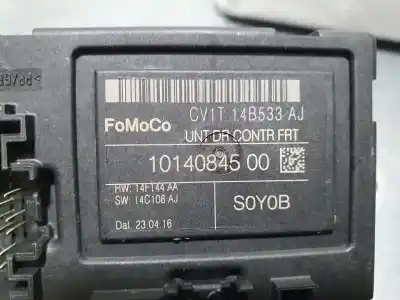 CV1T 14B533 AJ
FoMoCo
UNT DR CONTR FRT
10140845 00
HW: 14F144 AA
SW: 14C108 AJ
S0Y0B
Dat. 23.04.16